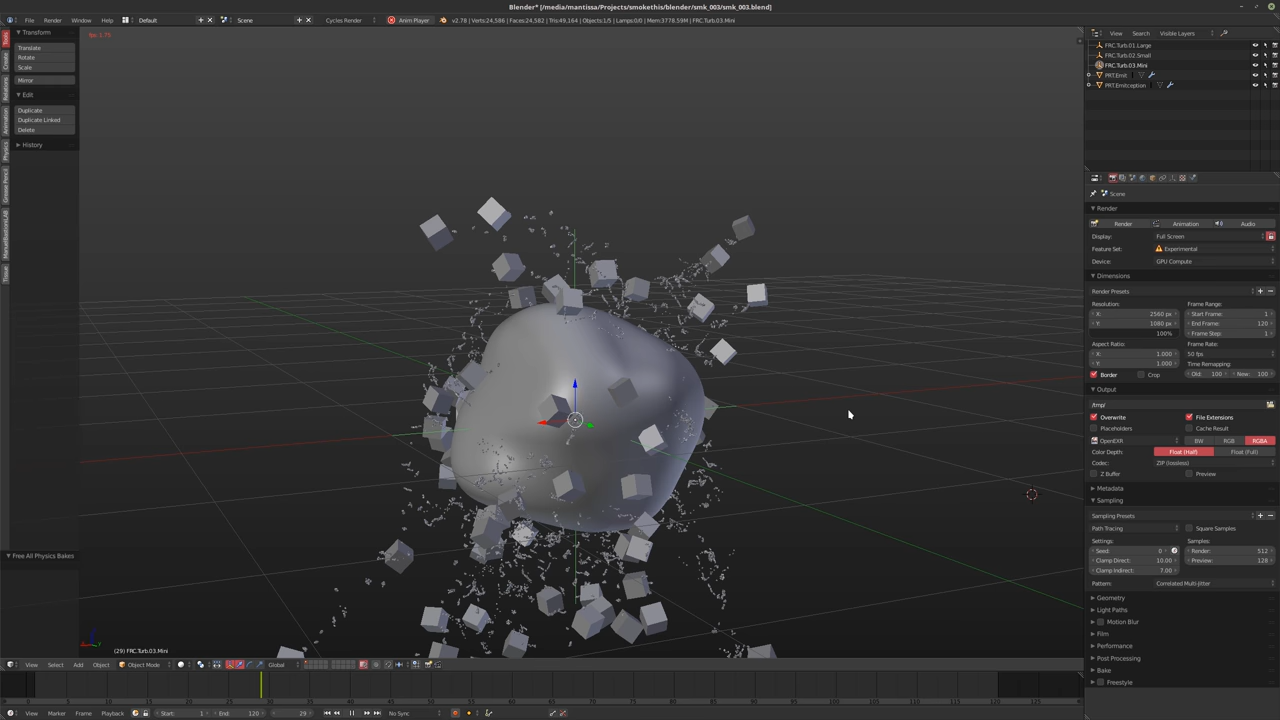 Blender* [/media/mantissa/Projects/smokethis/blender/smk_003/smk_003.blend]
File Render Window Help Default Scene Cycles Render Anim Player v2.78 | Verts:24,586 | Faces:24,582 | Tris:49,164 | Objects:1/5 | Lamps:0/0 | Mem:3778.59M | FRC.Turb.03.Mini
fps: 1.75
Tools
Create
Relations
Animation
Physics
Grease Pencil
Tissue
Transform
Translate
Rotate
Scale
Mirror
Edit
Duplicate
Duplicate Linked
Delete
History
Free All Physics Bakes
(29) FRC.Turb.03.Mini
View Select Add Object Object Mode Global
View Marker Frame Playback Start: 1 End: 120 29 No Sync
View Search Visible Layers
FRC.Turb.01.Large
FRC.Turb.02.Small
FRC.Turb.03.Mini
PRT.Emit
PRT.Emitception
Scene
Render
Render Animation Audio
Display: Full Screen
Feature Set: Experimental
Device: GPU Compute
Dimensions
Render Presets
Resolution: Frame Range:
X: 2560 px Start Frame: 1
Y: 1080 px End Frame: 120
100% Frame Step: 1
Aspect Ratio: Frame Rate:
X: 1.000 50 fps
Y: 1.000 Time Remapping:
Border Crop Old: 100 New: 100
Output
/tmp/
Overwrite File Extensions
Placeholders Cache Result
OpenEXR BW RGB RGBA
Color Depth: Float (Half) Float (Full)
Codec: ZIP (lossless)
Z Buffer Preview
Metadata
Sampling
Sampling Presets
Path Tracing Square Samples
Settings: Samples:
Seed: 0 Render: 512
Clamp Direct: 10.00 Preview: 128
Clamp Indirect: 7.00
Pattern: Correlated Multi-Jitter
Geometry
Light Paths
Motion Blur
Film
Performance
Post Processing
Bake
Freestyle